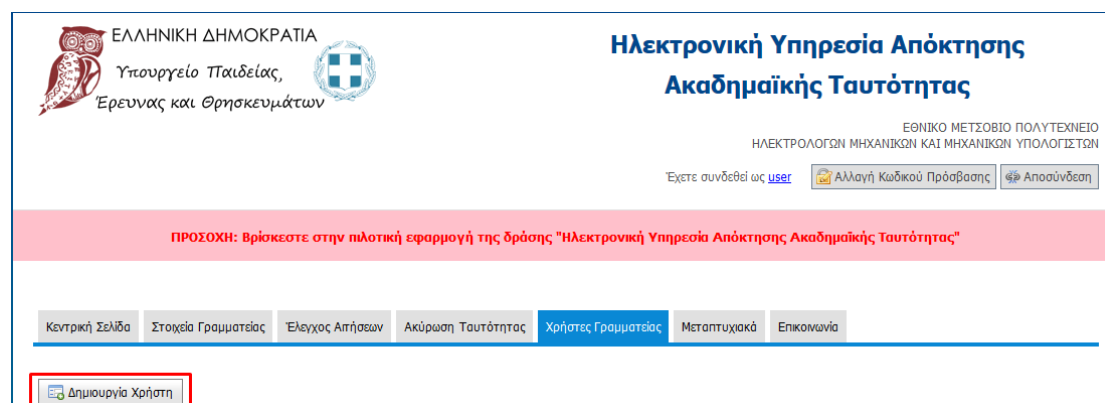 ΕΛΛΗΝΙΚΗ ΔΗΜΟΚΡΑΤΙΑ
Υπουργείο Παιδείας,
Έρευνας και Θρησκευμάτων
Ηλεκτρονική Υπηρεσία Απόκτησης
Ακαδημαϊκής Ταυτότητας
ΕΘΝΙΚΟ ΜΕΤΣΟΒΙΟ ΠΟΛΥΤΕΧΝΕΙΟ
ΗΛΕΚΤΡΟΛΟΓΩΝ ΜΗΧΑΝΙΚΩΝ ΚΑΙ ΜΗΧΑΝΙΚΩΝ ΥΠΟΛΟΓΙΣΤΩΝ
Έχετε συνδεθεί ως user Αλλαγή Κωδικού Πρόσβασης Αποσύνδεση
ΠΡΟΣΟΧΗ: Βρίσκεστε στην πιλοτική εφαρμογή της δράσης "Ηλεκτρονική Υπηρεσία Απόκτησης Ακαδημαϊκής Ταυτότητας"
Κεντρική Σελίδα Στοιχεία Γραμματείας Έλεγχος Αιτήσεων Ακύρωση Ταυτότητας Χρήστες Γραμματείας Μεταπτυχιακά Επικοινωνία
Δημιουργία Χρήστη